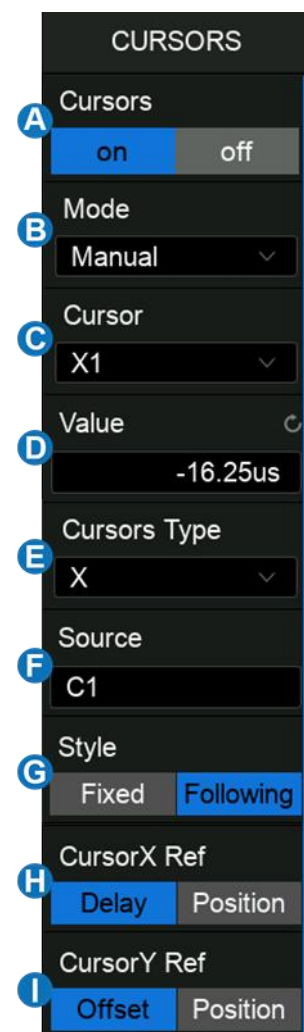 CURSORS
Cursors
A
on off
Mode
B
Manual
Cursor
C
X1
Value
D
-16.25us
Cursors Type
E
X
Source
F
C1
Style
G
Fixed Following
CursorX Ref
H
Delay Position
CursorY Ref
I
Offset Position